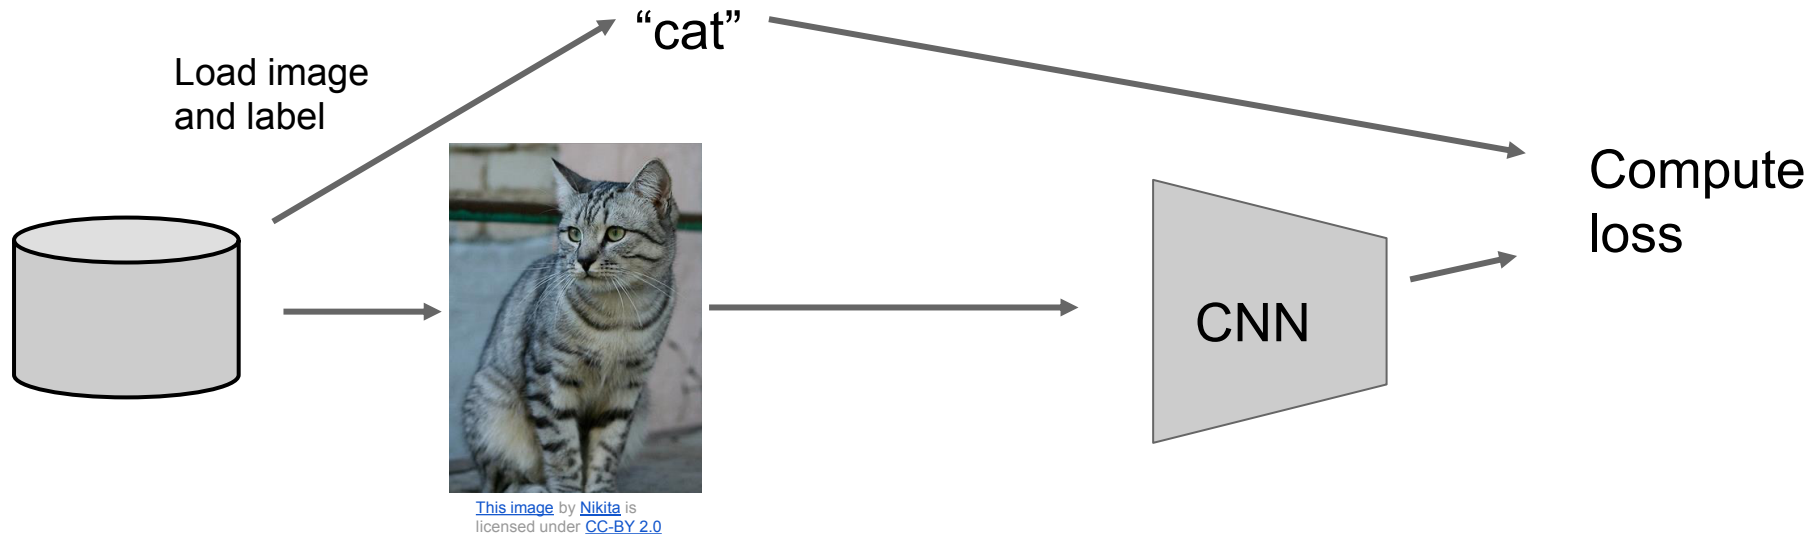 “cat”
Load image
and label
Compute
loss
CNN
This image by Nikita is
licensed under CC-BY 2.0